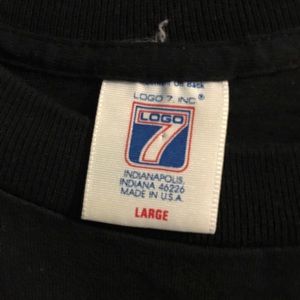 LOGO 7, INC.®
LOGO
7
INDIANAPOLIS,
INDIANA 46226
MADE IN U.S.A.
LARGE